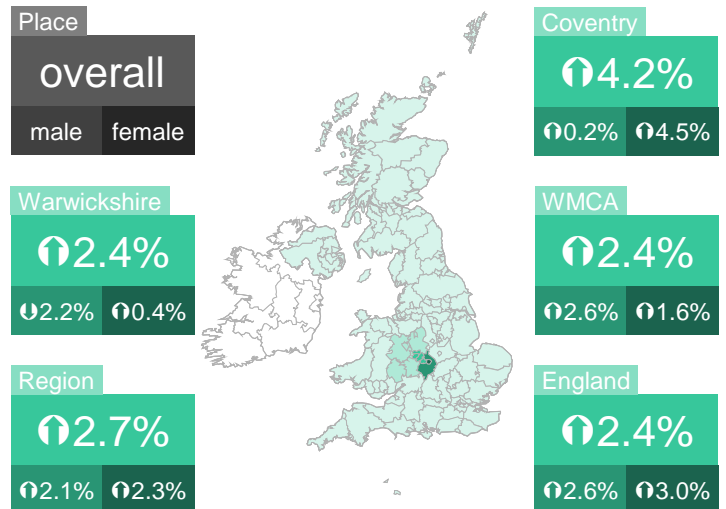 Place
overall
male female
Coventry
4.2%
0.2% 4.5%
Warwickshire
2.4%
2.2% 0.4%
WMCA
2.4%
2.6% 1.6%
Region
2.7%
2.1% 2.3%
England
2.4%
2.6% 3.0%